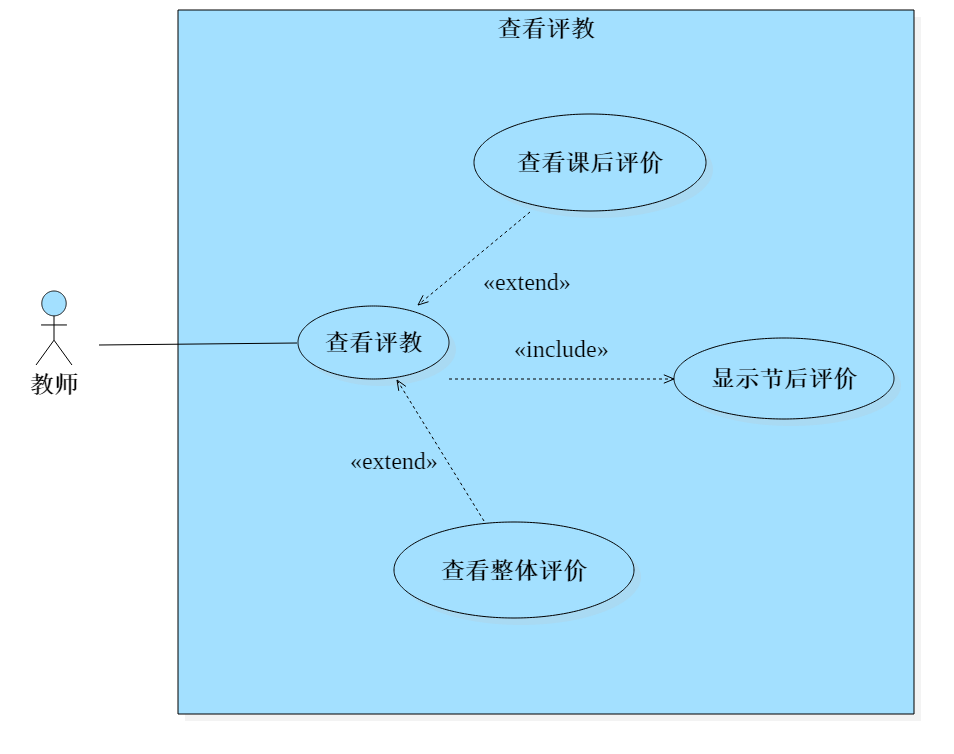 查看评教
查看课后评价
«extend»
查看评教
«include»
显示节后评价
教师
«extend»
查看整体评价